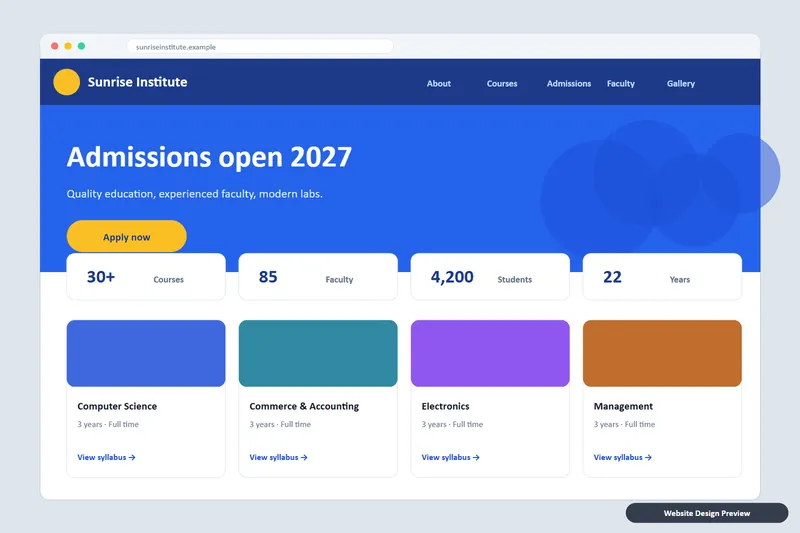 sunriseinstitute.example
Sunrise Institute
About Courses Admissions Faculty Gallery
Admissions open 2027
Quality education, experienced faculty, modern labs.
Apply now
30+ Courses 85 Faculty 4,200 Students 22 Years
Computer Science Commerce & Accounting Electronics Management
3 years · Full time 3 years · Full time 3 years · Full time 3 years · Full time
View syllabus → View syllabus → View syllabus → View syllabus →
Website Design Preview